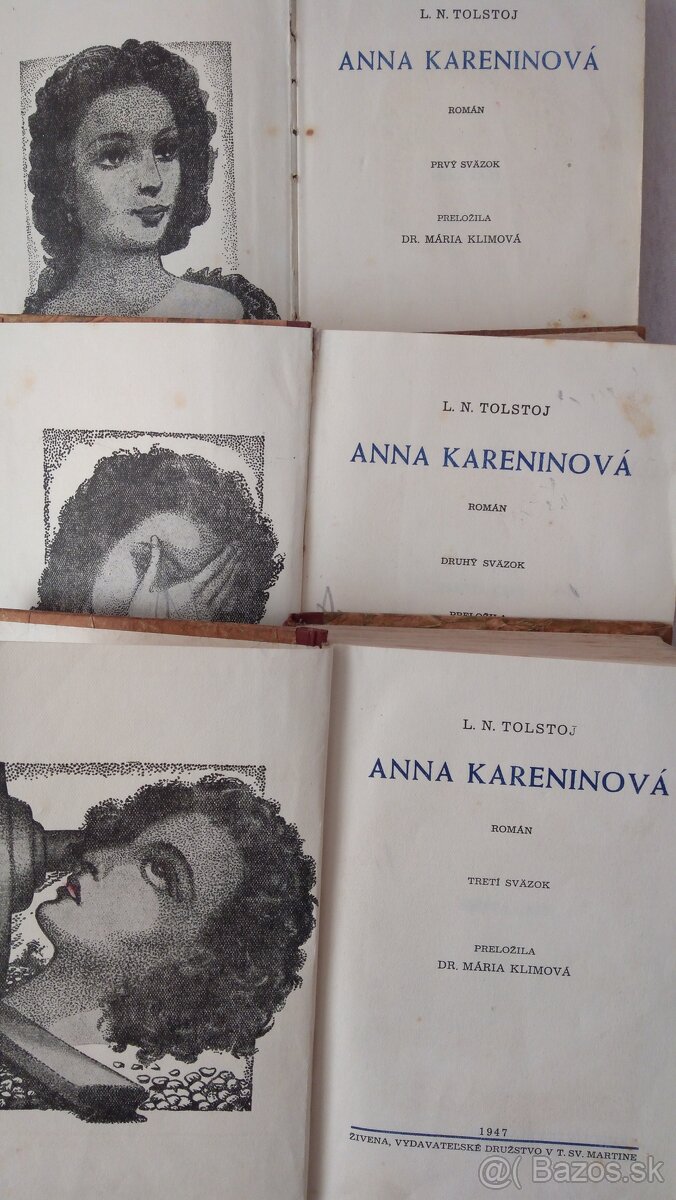 L. N. TOLSTOJ
ANNA KARENINOVÁ
ROMÁN
PRVÝ SVÄZOK
PRELOŽILA
DR. MÁRIA KLIMOVÁ
L. N. TOLSTOJ
ANNA KARENINOVÁ
ROMÁN
DRUHÝ SVÄZOK
PRELOŽILA
L. N. TOLSTOJ
ANNA KARENINOVÁ
ROMÁN
TRETÍ SVÄZOK
PRELOŽILA
DR. MÁRIA KLIMOVÁ
1947
ŽIVENA, VYDAVATEĽSKÉ DRUŽSTVO V T. SV. MARTINE
@ Bazos.sk